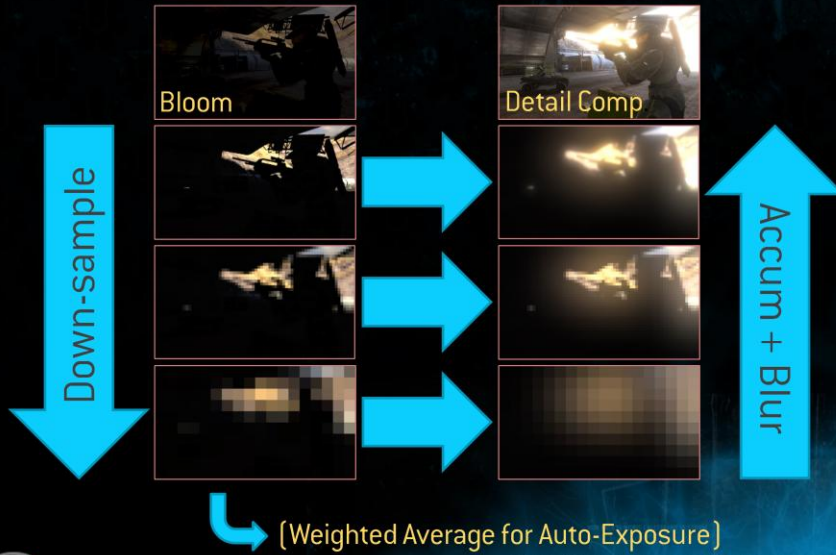 Bloom
Detail Comp
Down-sample
Accum + Blur
(Weighted Average for Auto-Exposure)